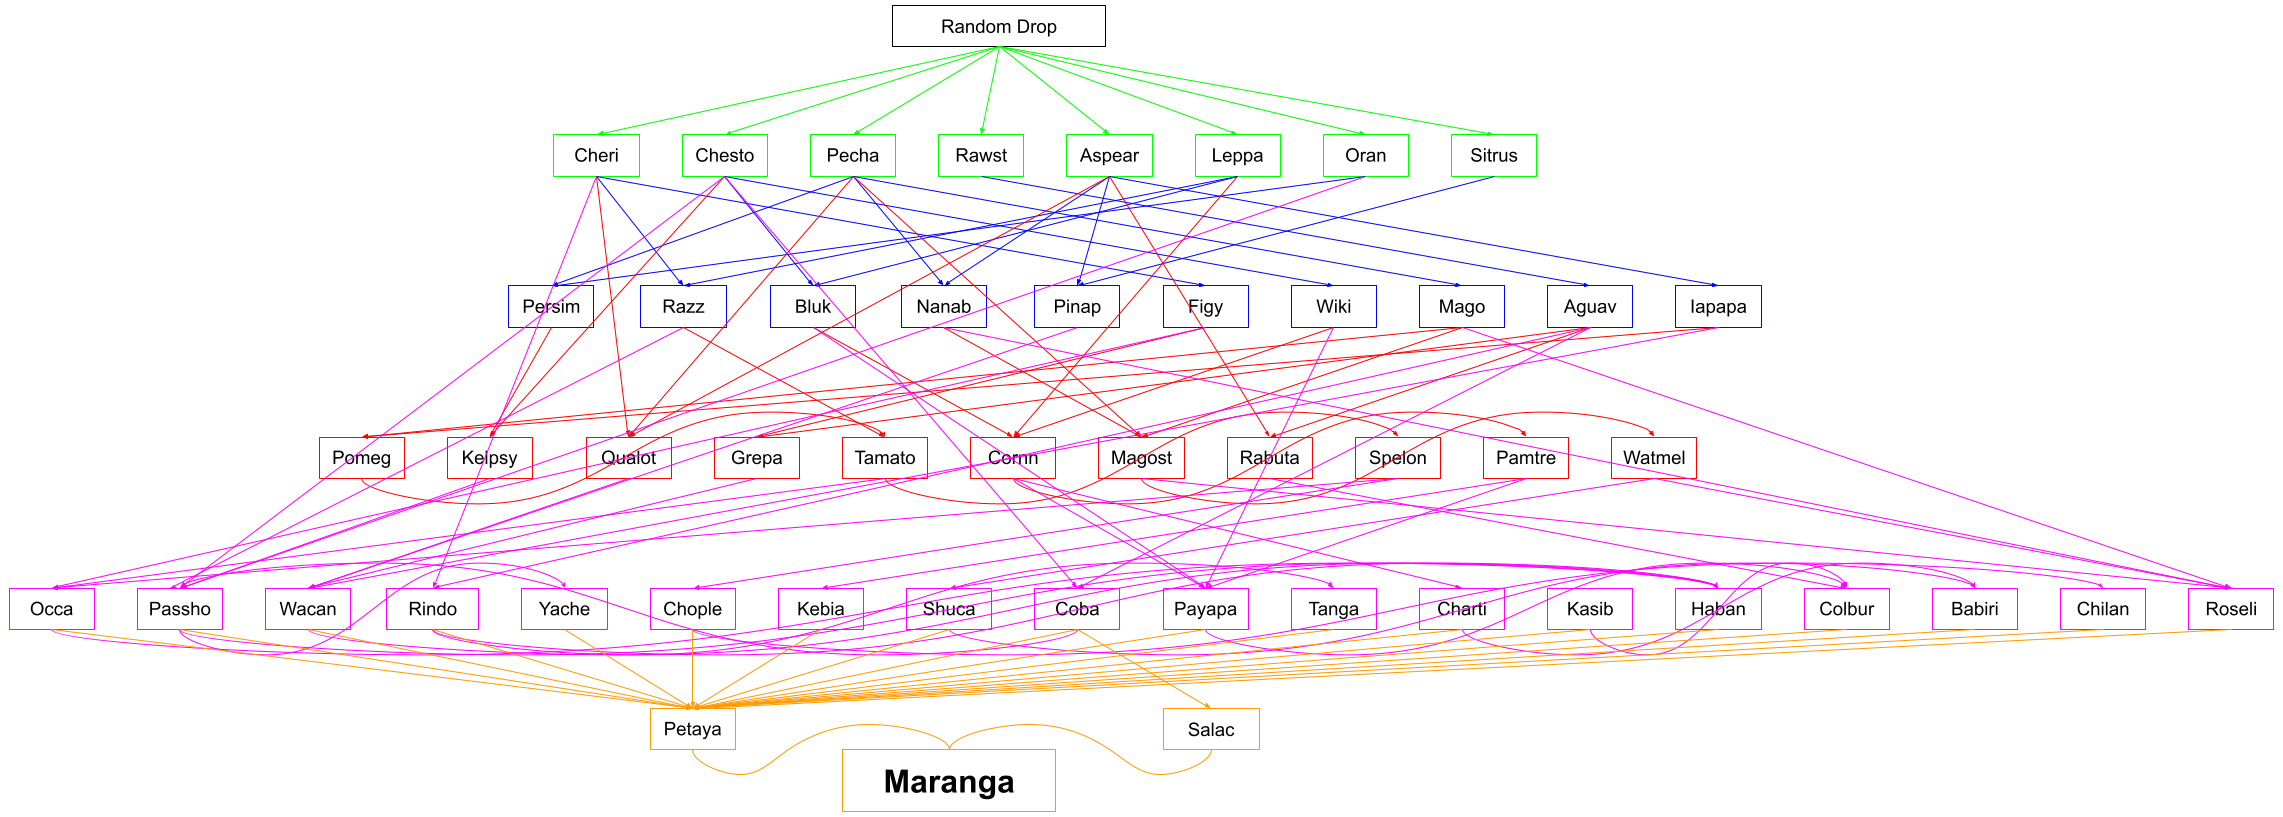 Random Drop
Cheri
Chesto
Pecha
Rawst
Aspear
Leppa
Oran
Sitrus
Persim
Razz
Bluk
Nanab
Pinap
Figy
Wiki
Mago
Aguav
Iapapa
Pomeg
Kelpsy
Qualot
Grepa
Tamato
Cornn
Magost
Rabuta
Spelon
Pamtre
Watmel
Occa
Passho
Wacan
Rindo
Yache
Chople
Kebia
Shuca
Coba
Payapa
Tanga
Charti
Kasib
Haban
Colbur
Babiri
Chilan
Roseli
Petaya
Salac
Maranga